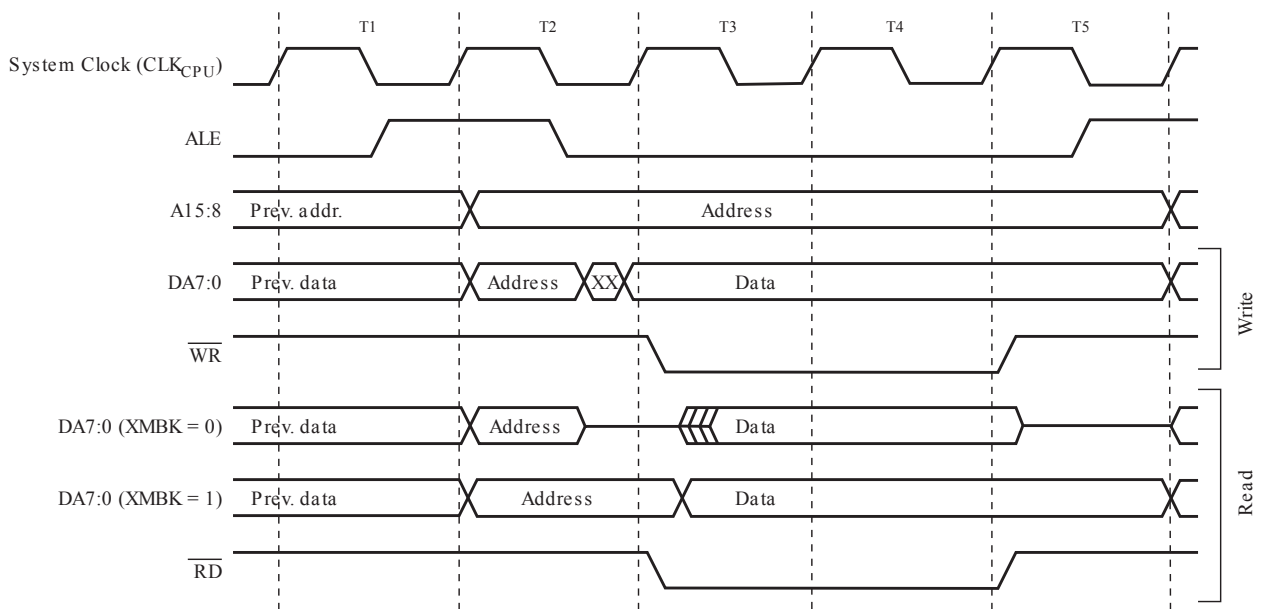 T1 T2 T3 T4 T5
System Clock (CLKCPU)
ALE
A15:8 Prev. addr. Address
DA7:0 Prev. data Address XX Data
WR
Write
DA7:0 (XMBK = 0) Prev. data Address Data
DA7:0 (XMBK = 1) Prev. data Address Data
RD
Read